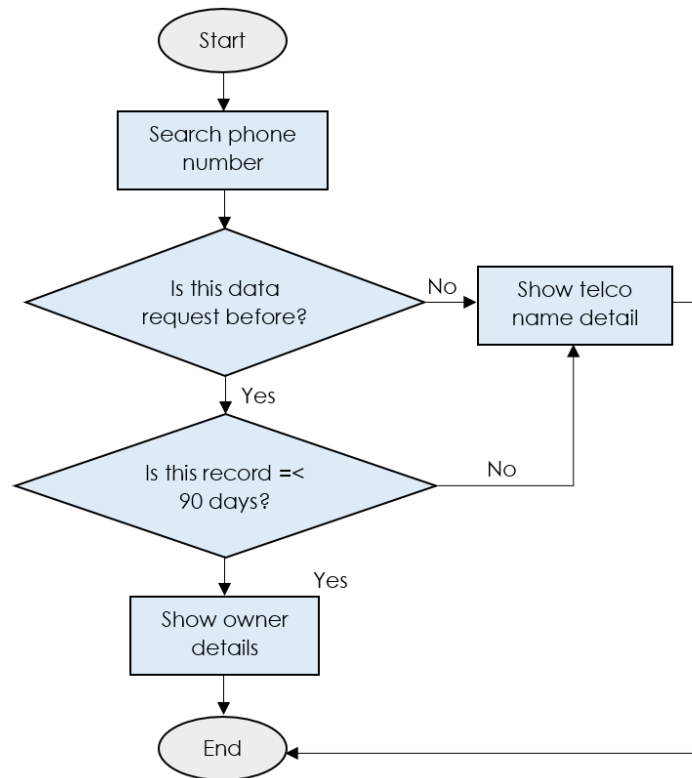 Start
Search phone
number
Is this data
request before?
No
Show telco
name detail
Yes
Is this record =<
90 days?
No
Yes
Show owner
details
End